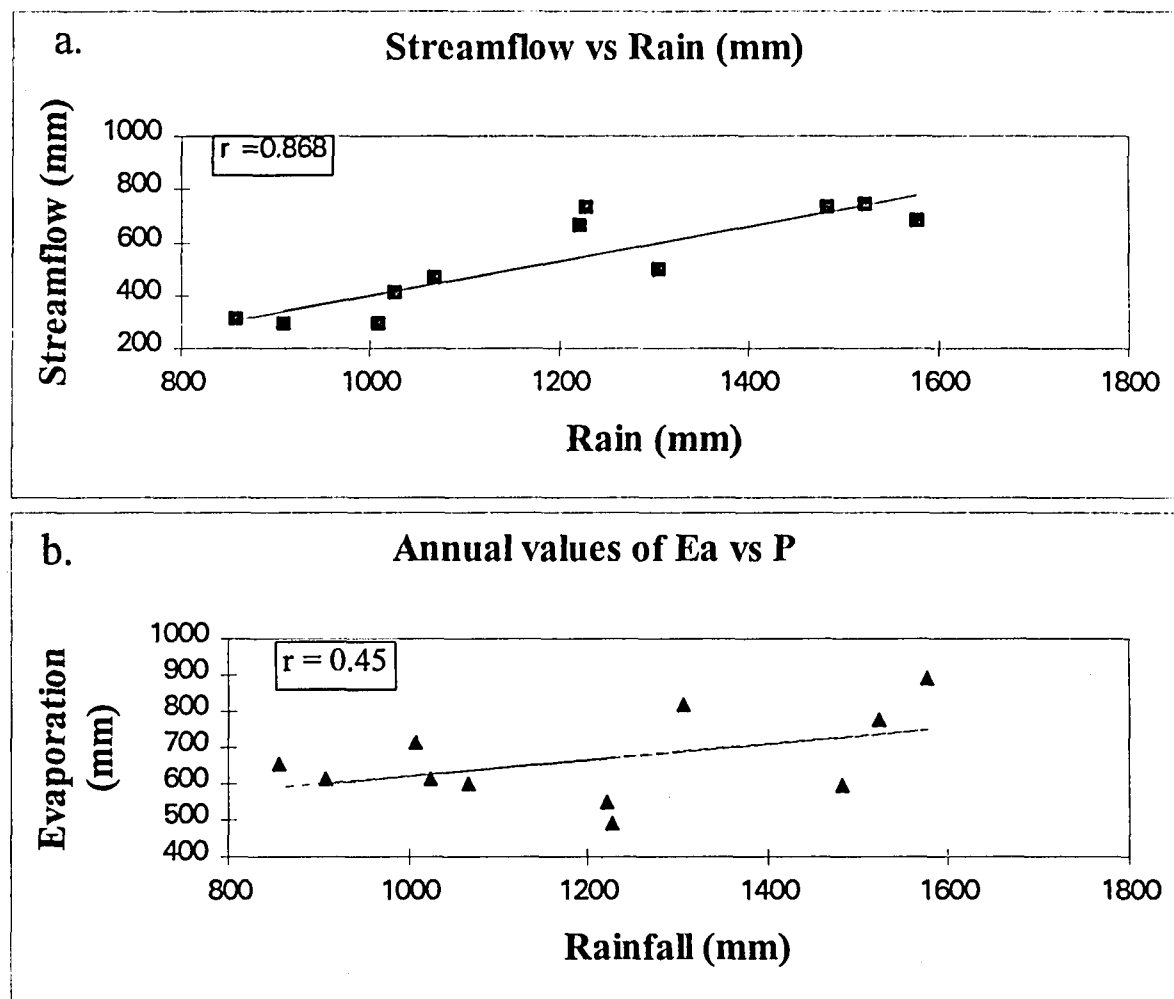 a.
Streamflow vs Rain (mm)
Streamflow (mm)
1000
800
600
400
200
r =0.868
800 1000 1200 1400 1600 1800
Rain (mm)
b.
Annual values of Ea vs P
Evaporation
(mm)
1000
900
800
700
600
500
400
r = 0.45
800 1000 1200 1400 1600 1800
Rainfall (mm)